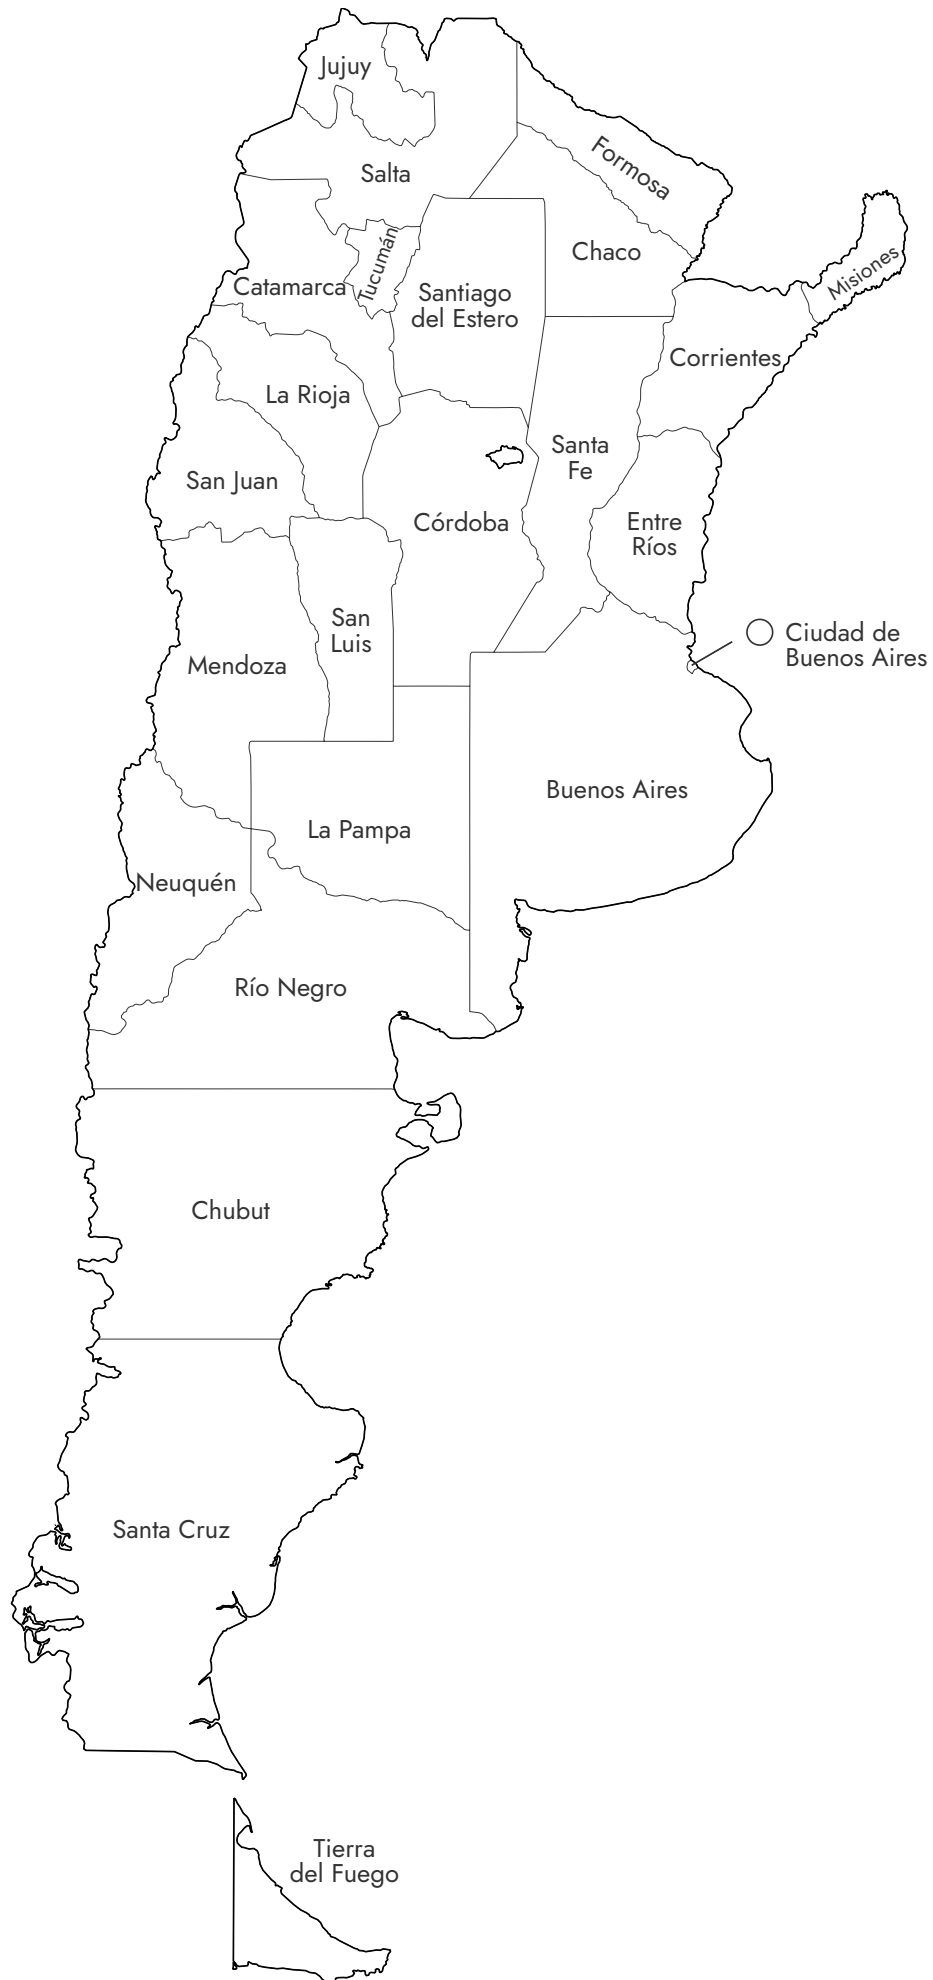 Jujuy
Formosa
Salta
Chaco
Misiones
Tucumán
Catamarca
Santiago
del Estero
Corrientes
La Rioja
Santa
Fe
San Juan
Córdoba
Entre
Ríos
San
Luis
Ciudad de
Buenos Aires
Mendoza
Buenos Aires
La Pampa
Neuquén
Río Negro
Chubut
Santa Cruz
Tierra
del Fuego